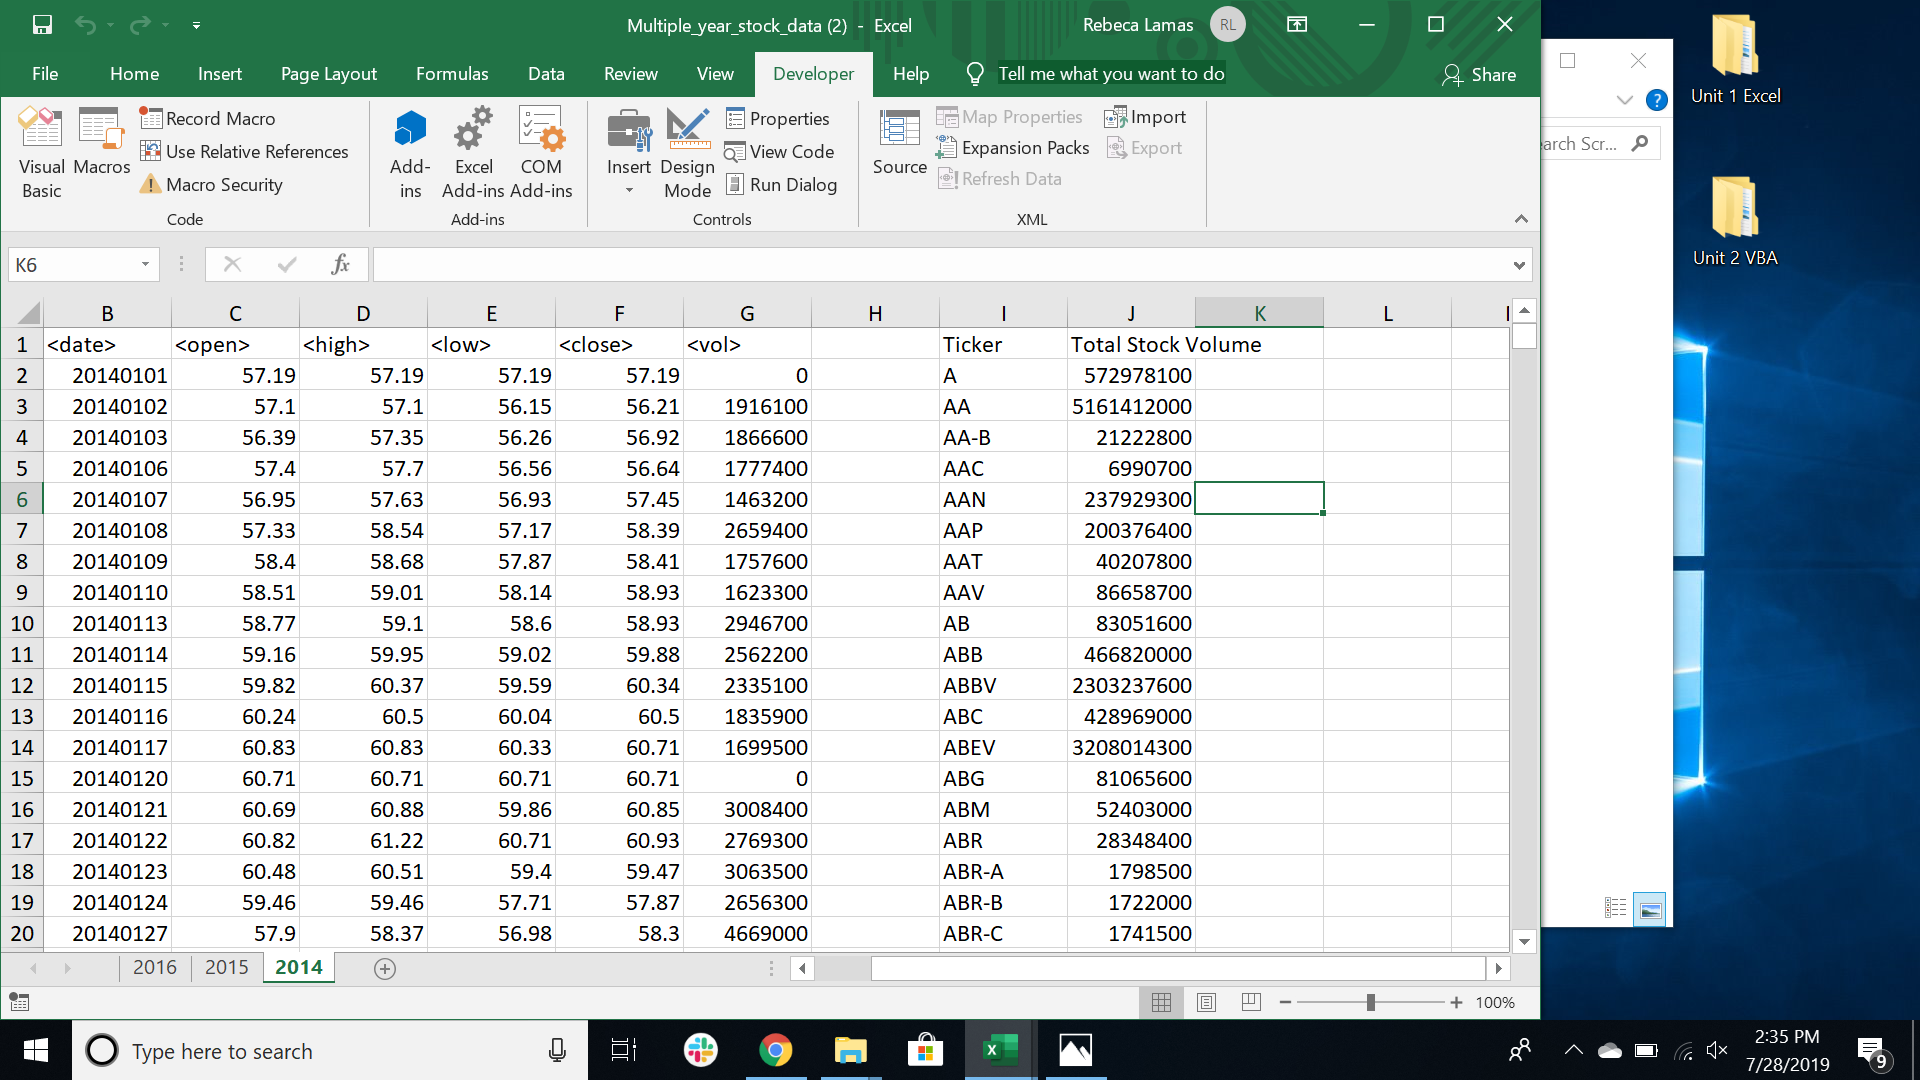 Multiple_year_stock_data (2) - Excel
Rebeca Lamas RL
File Home Insert Page Layout Formulas Data Review View Developer Help Tell me what you want to do Share
Visual Basic
Macros
Record Macro
Use Relative References
Macro Security
Code
Add-ins
Excel Add-ins
COM Add-ins
Add-ins
Insert
Design Mode
Properties
View Code
Run Dialog
Controls
Source
Map Properties
Expansion Packs
Refresh Data
Import
Export
XML
K6
fx
B C D E F G H I J K L
1 <date> <open> <high> <low> <close> <vol> Ticker Total Stock Volume
2 20140101 57.19 57.19 57.19 57.19 0 A 572978100
3 20140102 57.1 57.1 56.15 56.21 1916100 AA 5161412000
4 20140103 56.39 57.35 56.26 56.92 1866600 AA-B 21222800
5 20140106 57.4 57.7 56.56 56.64 1777400 AAC 6990700
6 20140107 56.95 57.63 56.93 57.45 1463200 AAN 237929300
7 20140108 57.33 58.54 57.17 58.39 2659400 AAP 200376400
8 20140109 58.4 58.68 57.87 58.41 1757600 AAT 40207800
9 20140110 58.51 59.01 58.14 58.93 1623300 AAV 86658700
10 20140113 58.77 59.1 58.6 58.93 2946700 AB 83051600
11 20140114 59.16 59.95 59.02 59.88 2562200 ABB 466820000
12 20140115 59.82 60.37 59.59 60.34 2335100 ABBV 2303237600
13 20140116 60.24 60.5 60.04 60.5 1835900 ABC 428969000
14 20140117 60.83 60.83 60.33 60.71 1699500 ABEV 3208014300
15 20140120 60.71 60.71 60.71 60.71 0 ABG 81065600
16 20140121 60.69 60.88 59.86 60.85 3008400 ABM 52403000
17 20140122 60.82 61.22 60.71 60.93 2769300 ABR 28348400
18 20140123 60.48 60.51 59.4 59.47 3063500 ABR-A 1798500
19 20140124 59.46 59.46 57.71 57.87 2656300 ABR-B 1722000
20 20140127 57.9 58.37 56.98 58.3 4669000 ABR-C 1741500
2016 2015 2014
100%
arch Scr...
Unit 1 Excel
Unit 2 VBA
Type here to search
2:35 PM
7/28/2019
9